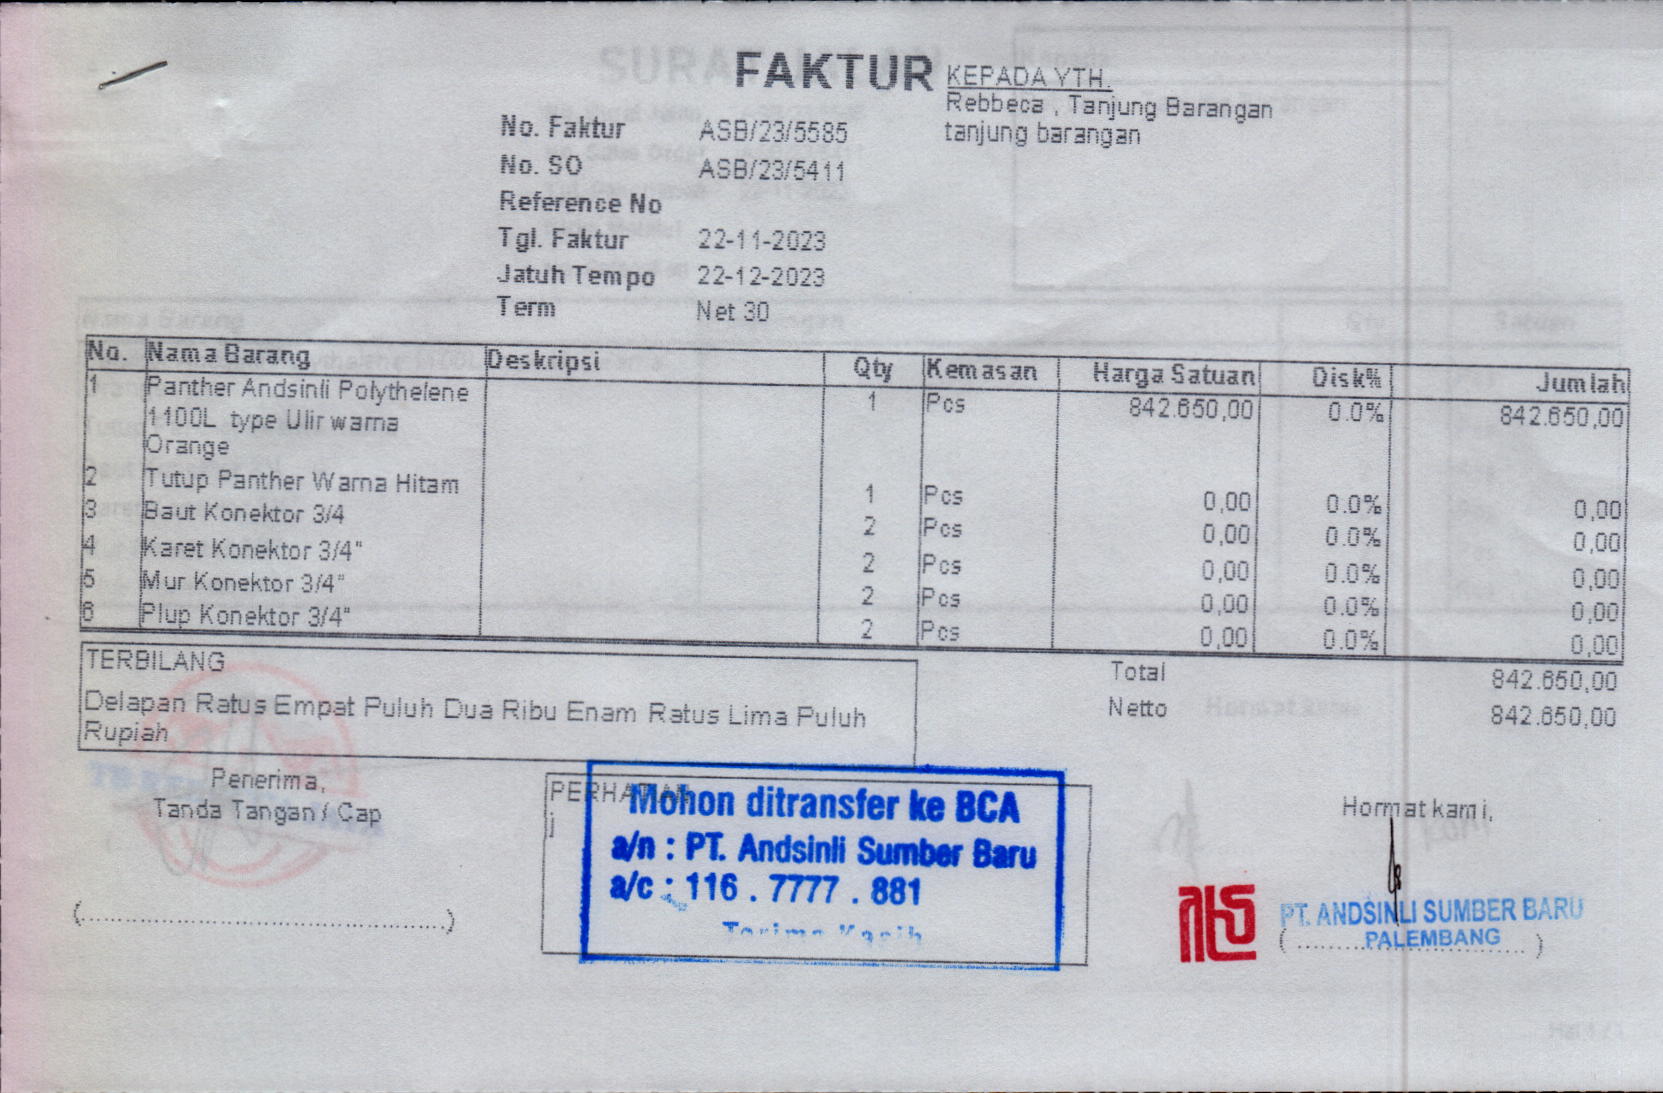 FAKTUR
KEPADA YTH.
Rebbeca , Tanjung Barangan
tanjung barangan
No. Faktur ASB/23/5585
No. SO ASB/23/5411
Reference No
Tgl. Faktur 22-11-2023
Jatuh Tempo 22-12-2023
Term Net 30
No. Nama Barang Deskripsi Qty Kemasan Harga Satuan Disk% Jumlah
1 Panther Andsinli Polythelene 1 Pcs 842.650,00 0.0% 842.650,00
1100L type Ulir warna
Orange
2 Tutup Panther Warna Hitam 1 Pcs 0,00 0.0% 0,00
3 Baut Konektor 3/4 2 Pcs 0,00 0.0% 0,00
4 Karet Konektor 3/4" 2 Pcs 0,00 0.0% 0,00
5 Mur Konektor 3/4" 2 Pcs 0,00 0.0% 0,00
6 Plup Konektor 3/4" 2 Pcs 0,00 0.0% 0,00
TERBILANG
Delapan Ratus Empat Puluh Dua Ribu Enam Ratus Lima Puluh
Rupiah
Total 842.650,00
Netto 842.650,00
Penerima,
Tanda Tangan / Cap
(....................)
j
Mohon ditransfer ke BCA
a/n : PT. Andsinli Sumber Baru
a/c : 116 . 7777 . 881
Terima Kasih
Hormat kami,
PT. ANDSINLI SUMBER BARU
PALEMBANG